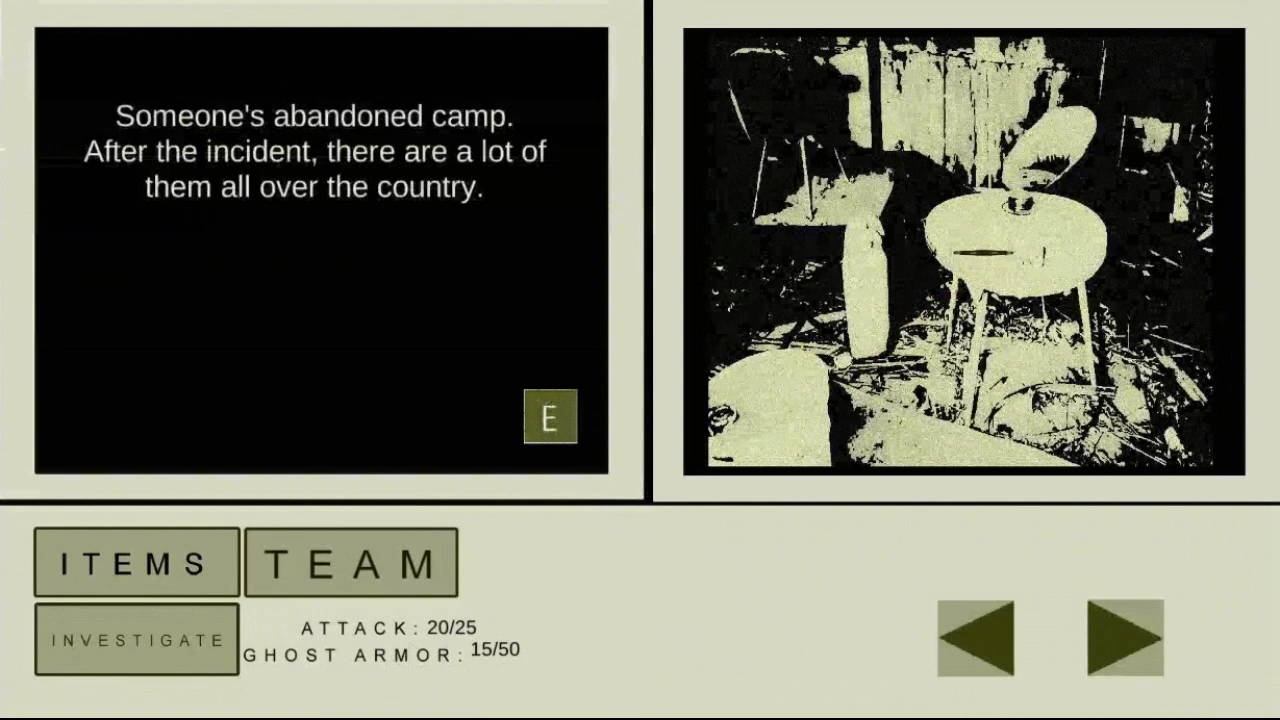 Someone's abandoned camp.
After the incident, there are a lot of
them all over the country.
E
ITEMS
TEAM
INVESTIGATE
ATTACK: 20/25
GHOST ARMOR: 15/50